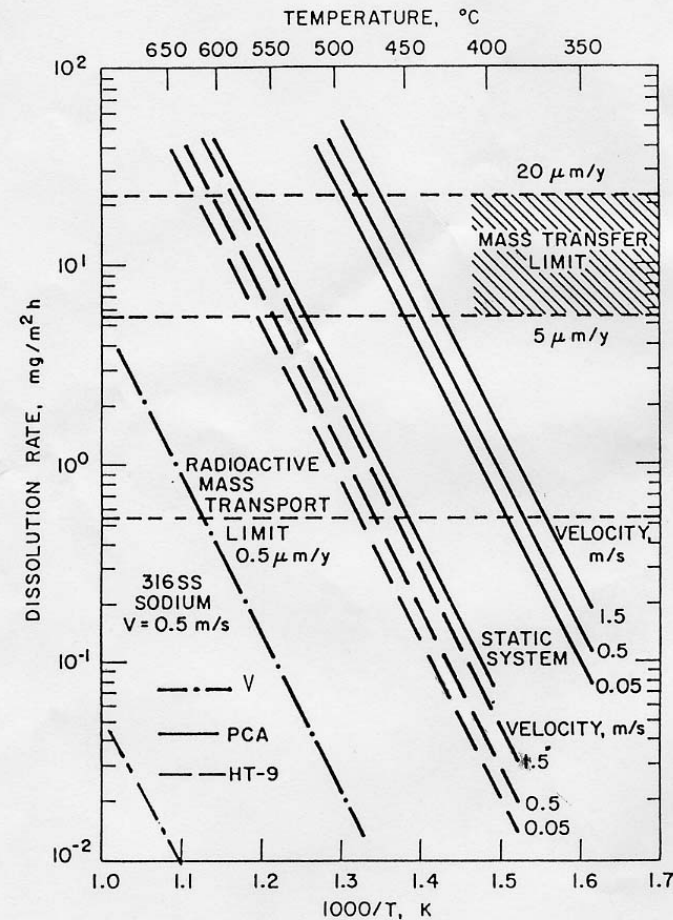 TEMPERATURE, °C
650 600 550 500 450 400 350
10²
10¹
10⁰
10⁻¹
10⁻²
DISSOLUTION RATE, mg/m²h
20 μm/y
MASS TRANSFER
LIMIT
5 μm/y
RADIOACTIVE
MASS
TRANSPORT
LIMIT
0.5 μm/y
VELOCITY,
m/s
1.5
0.5
0.05
316 SS
SODIUM
V = 0.5 m/s
STATIC
SYSTEM
VELOCITY, m/s
1.5
0.5
0.05
V
PCA
HT-9
1.0 1.1 1.2 1.3 1.4 1.5 1.6 1.7
1000/T, K